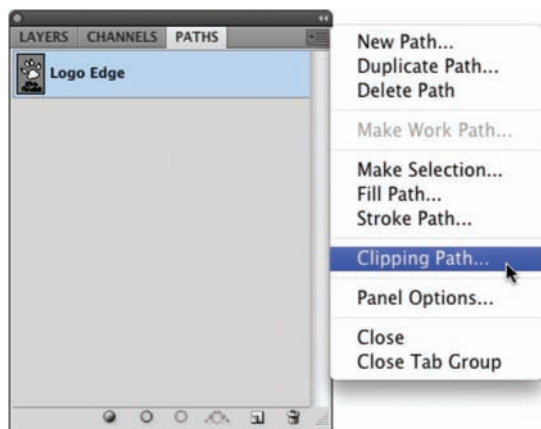 LAYERS CHANNELS PATHS
Logo Edge
New Path...
Duplicate Path...
Delete Path
Make Work Path...
Make Selection...
Fill Path...
Stroke Path...
Clipping Path...
Panel Options...
Close
Close Tab Group